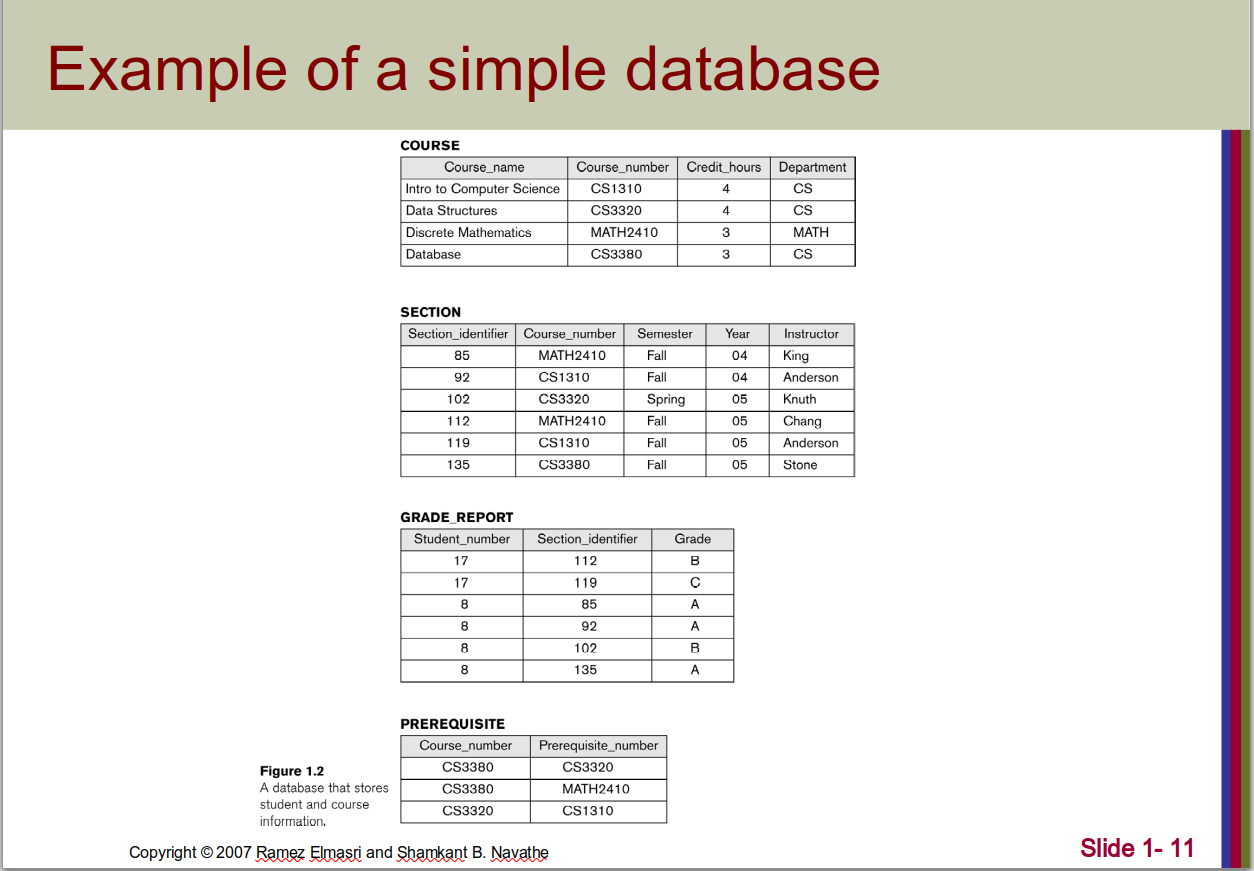 Example of a simple database
COURSE
Course_name Course_number Credit_hours Department
Intro to Computer Science CS1310 4 CS
Data Structures CS3320 4 CS
Discrete Mathematics MATH2410 3 MATH
Database CS3380 3 CS
SECTION
Section_identifier Course_number Semester Year Instructor
85 MATH2410 Fall 04 King
92 CS1310 Fall 04 Anderson
102 CS3320 Spring 05 Knuth
112 MATH2410 Fall 05 Chang
119 CS1310 Fall 05 Anderson
135 CS3380 Fall 05 Stone
GRADE_REPORT
Student_number Section_identifier Grade
17 112 B
17 119 C
8 85 A
8 92 A
8 102 B
8 135 A
PREREQUISITE
Course_number Prerequisite_number
CS3380 CS3320
CS3380 MATH2410
CS3320 CS1310
Figure 1.2
A database that stores
student and course
information.
Copyright © 2007 Ramez Elmasri and Shamkant B. Navathe
Slide 1- 11